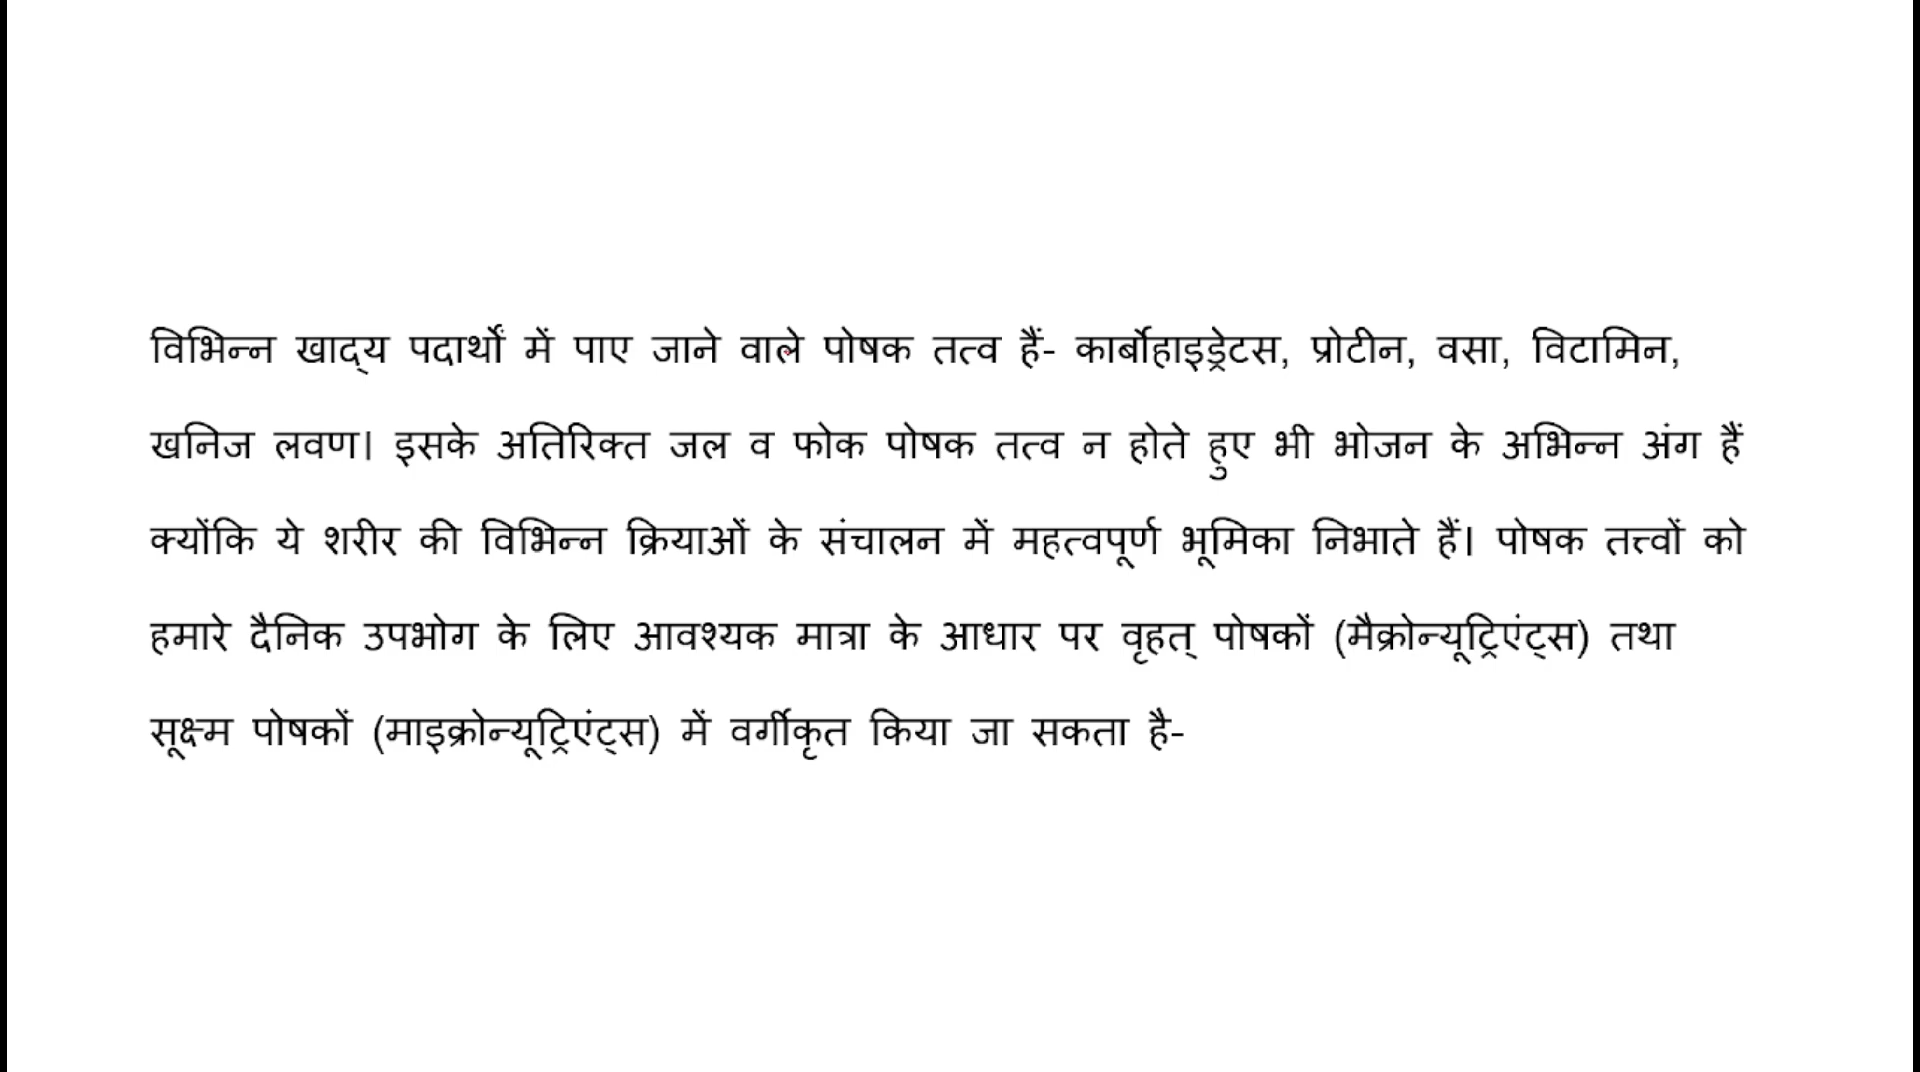 विभिन्न खाद्य पदार्थों में पाए जाने वाले पोषक तत्व हैं- कार्बोहाइड्रेटस, प्रोटीन, वसा, विटामिन,
खनिज लवण। इसके अतिरिक्त जल व फोक पोषक तत्व न होते हुए भी भोजन के अभिन्न अंग हैं
क्योंकि ये शरीर की विभिन्न क्रियाओं के संचालन में महत्वपूर्ण भूमिका निभाते हैं। पोषक तत्त्वों को
हमारे दैनिक उपभोग के लिए आवश्यक मात्रा के आधार पर वृहत् पोषकों (मैक्रोन्यूट्रिएंट्स) तथा
सूक्ष्म पोषकों (माइक्रोन्यूट्रिएंट्स) में वर्गीकृत किया जा सकता है-